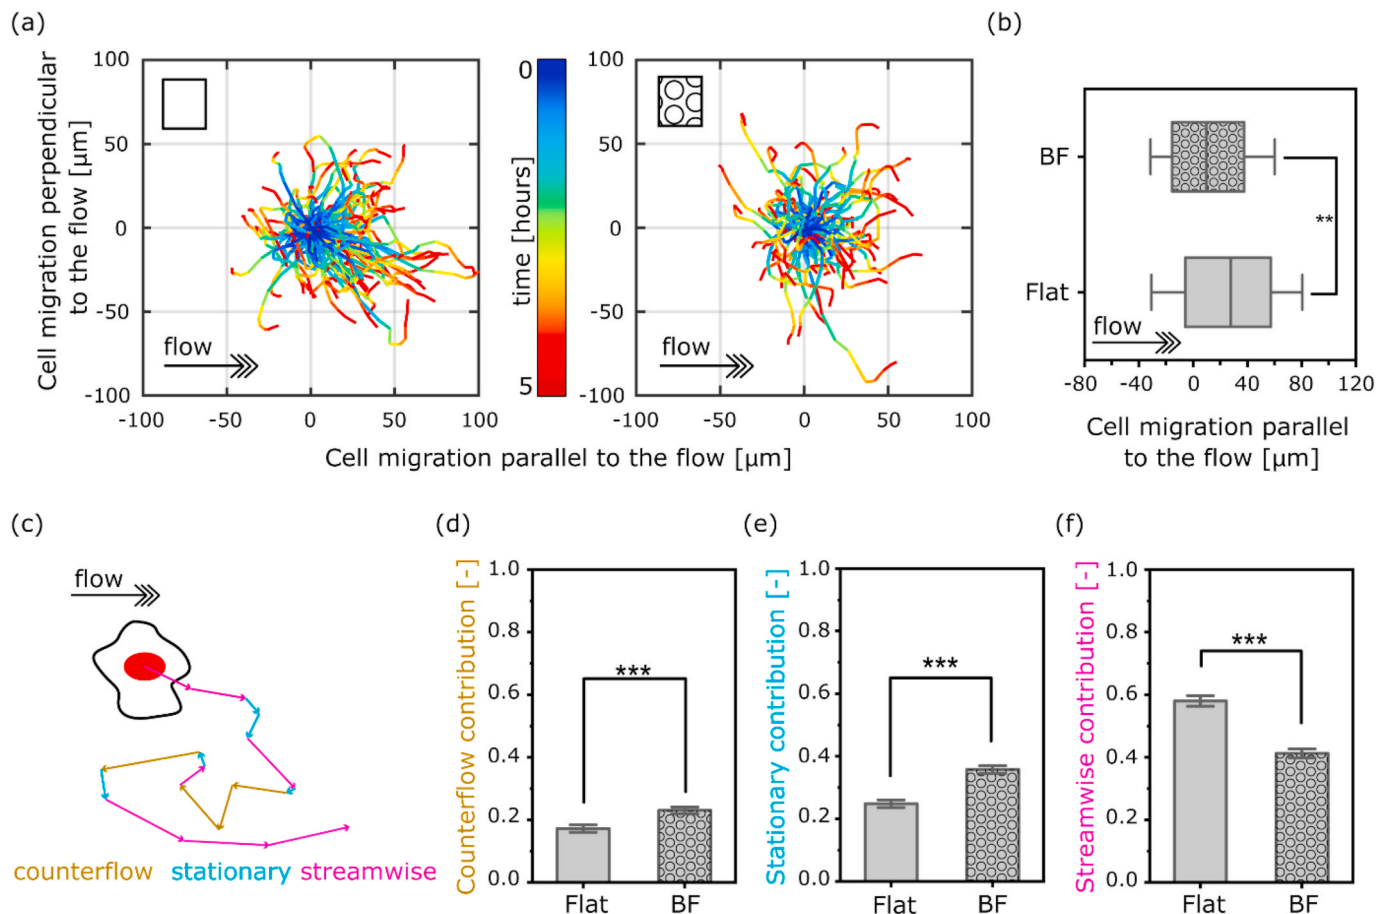 (a)
Cell migration perpendicular
to the flow [µm]
100
50
0
-50
-100
flow
-100
-50
0
50
100
0
time [hours]
5
100
50
0
-50
-100
flow
-100
-50
0
50
100
Cell migration parallel to the flow [µm]
(b)
BF
Flat
**
flow
-80
-40
0
40
80
120
Cell migration parallel
to the flow [µm]
(c)
flow
counterflow stationary streamwise
(d)
Counterflow contribution [-]
1.0
0.8
0.6
0.4
0.2
0.0
***
Flat
BF
(e)
Stationary contribution [-]
1.0
0.8
0.6
0.4
0.2
0.0
***
Flat
BF
(f)
Streamwise contribution [-]
1.0
0.8
0.6
0.4
0.2
0.0
***
Flat
BF